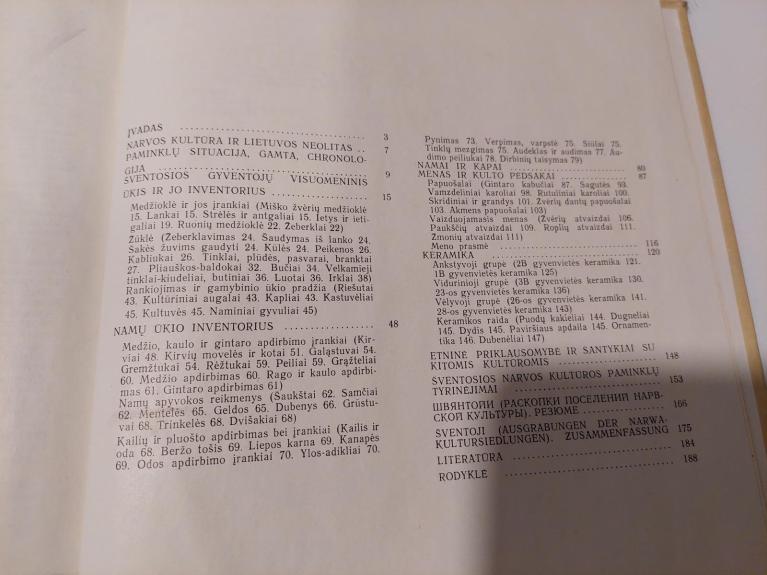 ĮVADAS 3
NARVOS KULTŪRA IR LIETUVOS NEOLITAS .. 7
PAMINKLŲ SITUACIJA, GAMTA, CHRONOLO-
GIJA 9
ŠVENTOSIOS GYVENTOJŲ VISUOMENINIS
ŪKIS IR JO INVENTORIUS 15
Medžioklė ir jos įrankiai (Miško žvėrių medžioklė
15. Lankai 15. Strėlės ir antgaliai 15. Ietys ir ieti-
galiai 19. Ruonių medžioklė 22. Žeberklai 22)
Žūklė (Žeberklavimas 24. Šaudymas iš lanko 24.
Šakės žuvims gaudyti 24. Kūlės 24. Peikenos 26.
Kabliukai 26. Tinklai, plūdės, pasvarai, branktai
27. Pliauškos-baldokai 32. Bučiai 34. Velkamieji
tinklai-kiudeliai, butiniai 36. Luotai 36. Irklai 38)
Rankiojimas ir gamybinio ūkio pradžia (Riešutai
43. Kultūriniai augalai 43. Kapliai 43. Kastuvėliai
45. Kultuvės 45. Naminiai gyvuliai 45)
NAMŲ ŪKIO INVENTORIUS 48
Medžio, kaulo ir gintaro apdirbimo įrankiai (Kir-
viai 48. Kirvių movelės ir kotai 51. Galąstuvai 54.
Gremžtukai 54. Rėžtukai 59. Peiliai 59. Grąžteliai
60. Medžio apdirbimas 60. Rago ir kaulo apdirbi-
mas 61. Gintaro apdirbimas 61)
Namų apyvokos reikmenys (Šaukštai 62. Samčiai
62. Mentelės 65. Geldos 65. Dubenys 66. Grūstu-
vai 68. Trinkelės 68. Dvišakiai 68)
Kailių ir pluošto apdirbimas bei įrankiai (Kailis ir
oda 68. Beržo tošis 69. Liepos karna 69. Kanapės
69. Odos apdirbimo įrankiai 70. Ylos-adikliai 70.
Pynimas 73. Verpimas, varpstė 75. Siūlai 75.
Tinklų mezgimas 75. Audeklas ir audimas 77. Au-
dimo peiliukai 78. Dirbinių taisymas 79)
NAMAI IR KAPAI 80
MENAS IR KULTO PĖDSAKAI 87
Papuošalai (Gintaro kabučiai 87. Sagutės 93.
Vamzdeliniai karoliai 98. Rutuliniai karoliai 100.
Skridiniai ir grandys 101. Žvėrių dantų papuošalai
103. Akmens papuošalai 103)
Vaizduojamasis menas (Žvėrių atvaizdai 106.
Paukščių atvaizdai 109. Roplių atvaizdai 111.
Žmonių atvaizdai 111)
Meno prasmė 116
KERAMIKA 120
Ankstyvoji grupė (2B gyvenvietės keramika 121.
1B gyvenvietės keramika 125)
Vidurinioji grupė (3B gyvenvietės keramika 130.
23-os gyvenvietės keramika 136)
Vėlyvoji grupė (26-os gyvenvietės keramika 141.
28-os gyvenvietės keramika 143)
Keramikos raida (Puodų kakleliai 144. Dugneliai
145. Dydis 145. Paviršiaus apdaila 145. Ornamen-
tika 146. Dubenėliai 147)
ETNINĖ PRIKLAUSOMYBĖ IR SANTYKIAI SU
KITOMIS KULTŪROMIS 148
ŠVENTOSIOS NARVOS KULTŪROS PAMINKLŲ
TYRINĖJIMAI 153
ШВЯНТОЙИ (РАСКОПКИ ПОСЕЛЕНИЙ НАРВ-
СКОЙ КУЛЬТУРЫ). РЕЗЮМЕ 166
ŠVENTOJI (AUSGRABUNGEN DER NARWA-
KULTURSIEDLUNGEN). ZUSAMMENFASSUNG 175
LITERATŪRA 184
RODYKLĖ 188